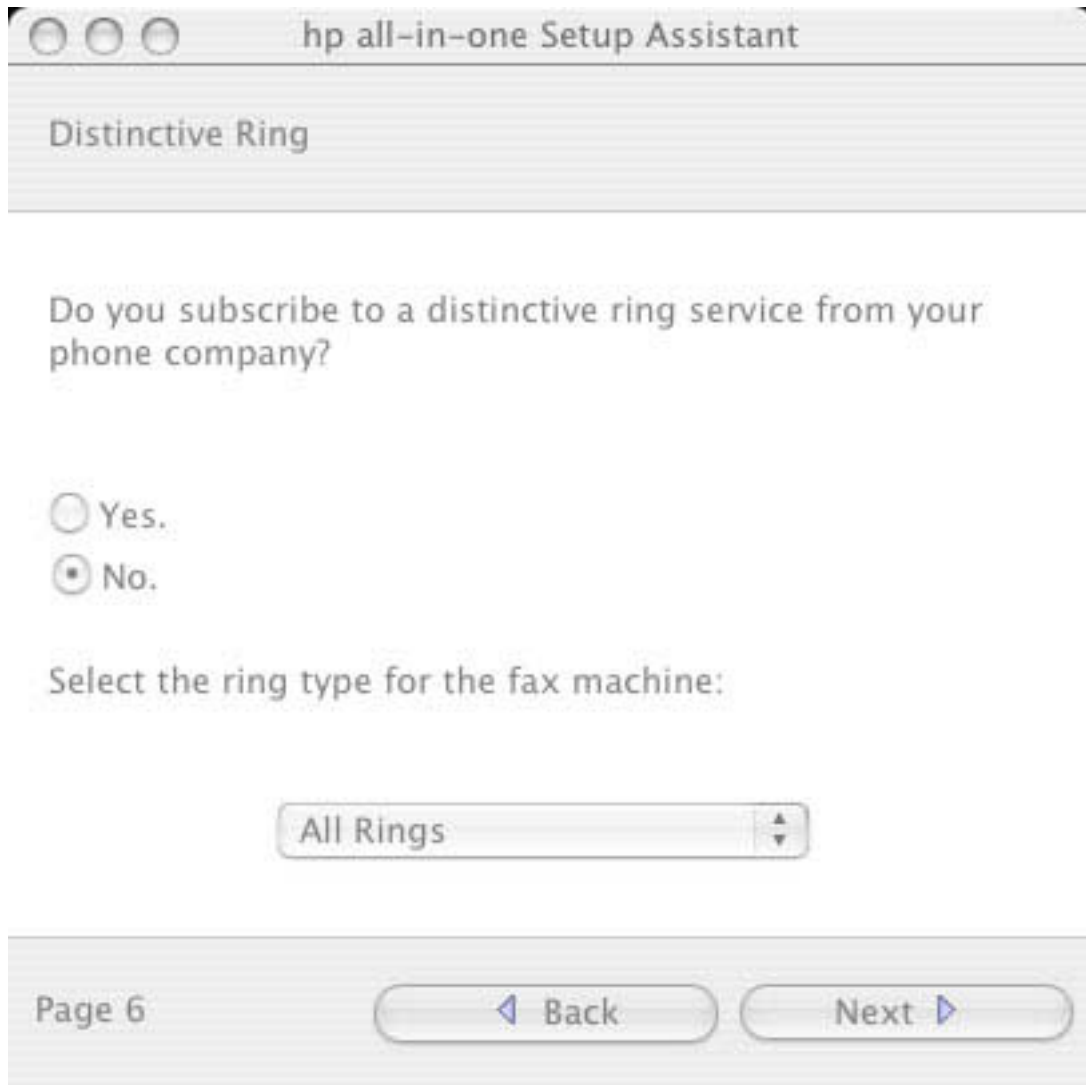 hp all-in-one Setup Assistant
Distinctive Ring
Do you subscribe to a distinctive ring service from your
phone company?
Yes.
No.
Select the ring type for the fax machine:
All Rings
Page 6
Back
Next